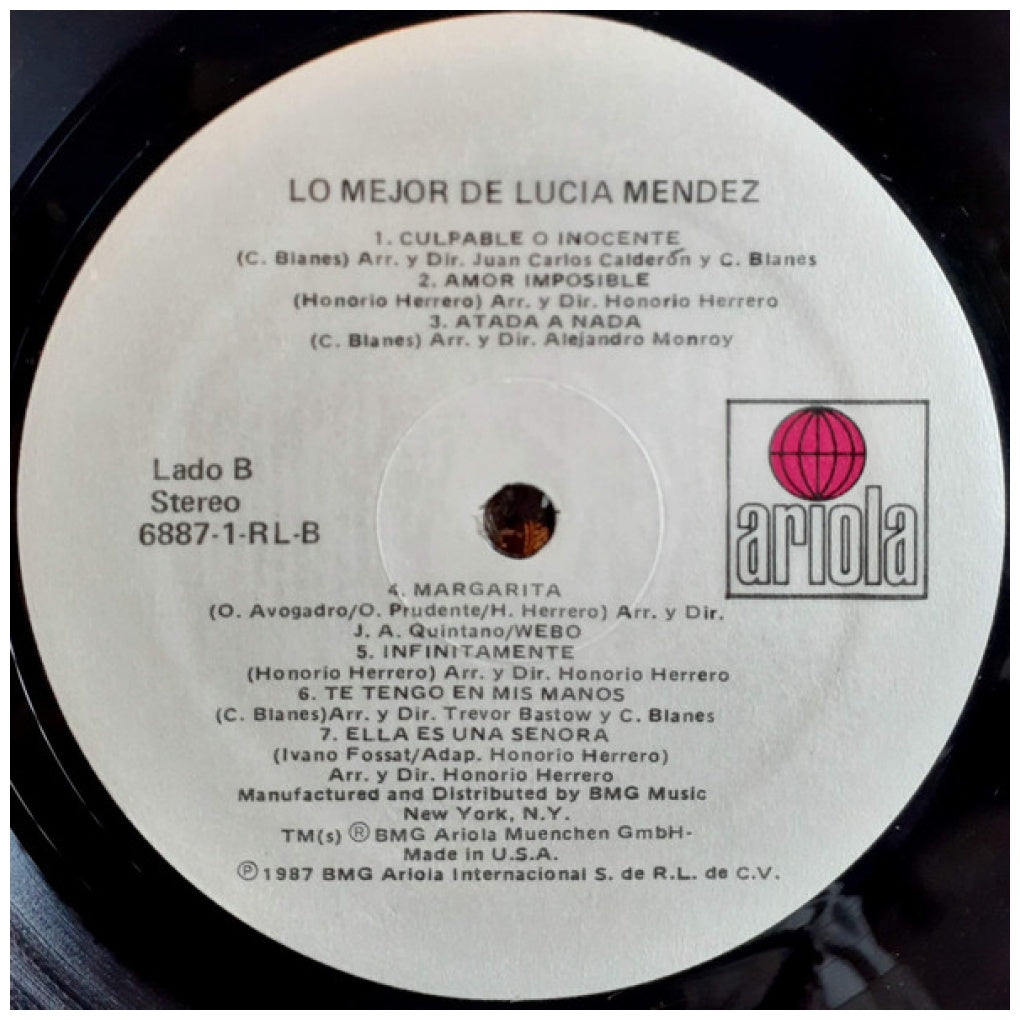 LO MEJOR DE LUCIA MENDEZ
1. CULPABLE O INOCENTE
(C. Blanes) Arr. y Dir. Juan Carlos Calderón y C. Blanes
2. AMOR IMPOSIBLE
(Honorio Herrero) Arr. y Dir. Honorio Herrero
3. ATADA A NADA
(C. Blanes) Arr. y Dir. Alejandro Monroy
Lado B
Stereo
6887-1-RL-B
ariola
4. MARGARITA
(O. Avogadro/O. Prudente/H. Herrero) Arr. y Dir.
J. A. Quintano/WEBO
5. INFINITAMENTE
(Honorio Herrero) Arr. y Dir. Honorio Herrero
6. TE TENGO EN MIS MANOS
(C. Blanes)Arr. y Dir. Trevor Bastow y C. Blanes
7. ELLA ES UNA SENORA
(Ivano Fossat/Adap. Honorio Herrero)
Arr. y Dir. Honorio Herrero
Manufactured and Distributed by BMG Music
New York, N.Y.
TM(s) ® BMG Ariola Muenchen GmbH-
Made in U.S.A.
℗ 1987 BMG Ariola Internacional S. de R.L. de C.V.